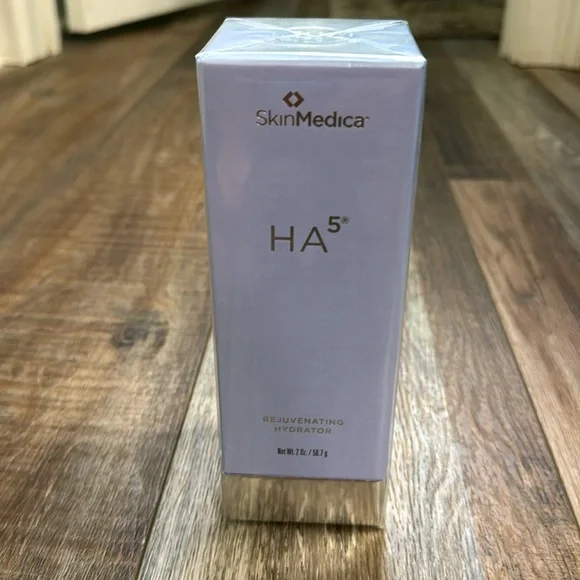 SkinMedica®
HA5®
REJUVENATING
HYDRATOR
Net Wt. 2 Oz. / 56.7 g